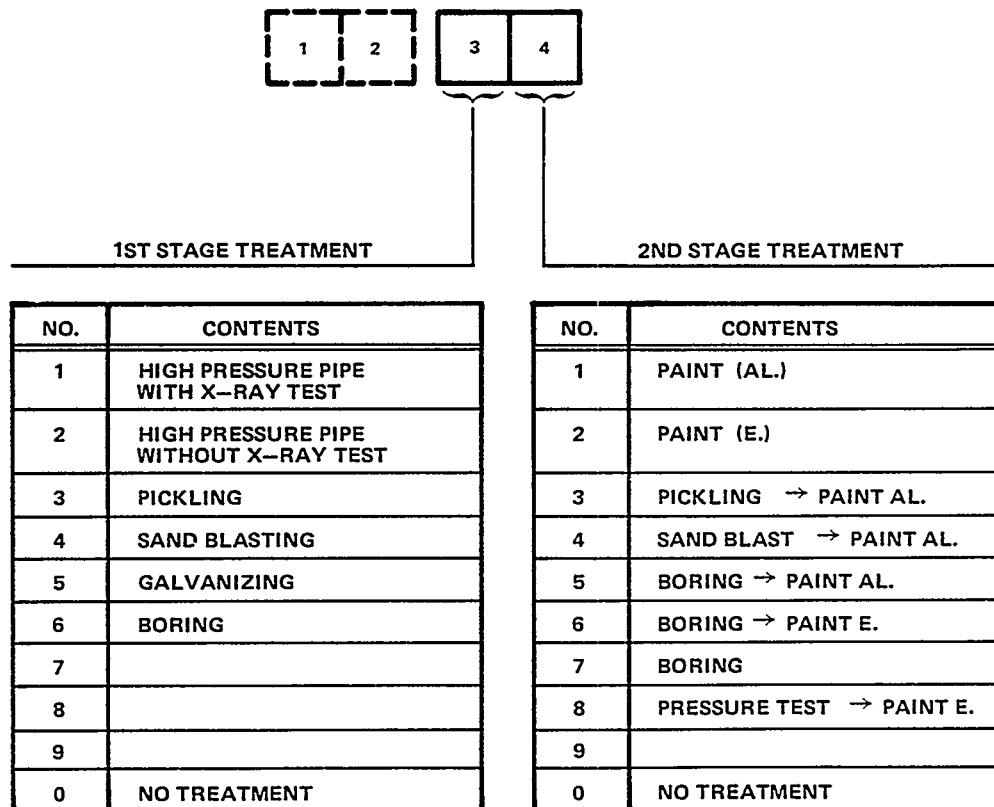 1 2 3 4
1ST STAGE TREATMENT
NO. CONTENTS
1 HIGH PRESSURE PIPE
WITH X–RAY TEST
2 HIGH PRESSURE PIPE
WITHOUT X–RAY TEST
3 PICKLING
4 SAND BLASTING
5 GALVANIZING
6 BORING
7
8
9
0 NO TREATMENT
2ND STAGE TREATMENT
NO. CONTENTS
1 PAINT (AL.)
2 PAINT (E.)
3 PICKLING → PAINT AL.
4 SAND BLAST → PAINT AL.
5 BORING → PAINT AL.
6 BORING → PAINT E.
7 BORING
8 PRESSURE TEST → PAINT E.
9
0 NO TREATMENT